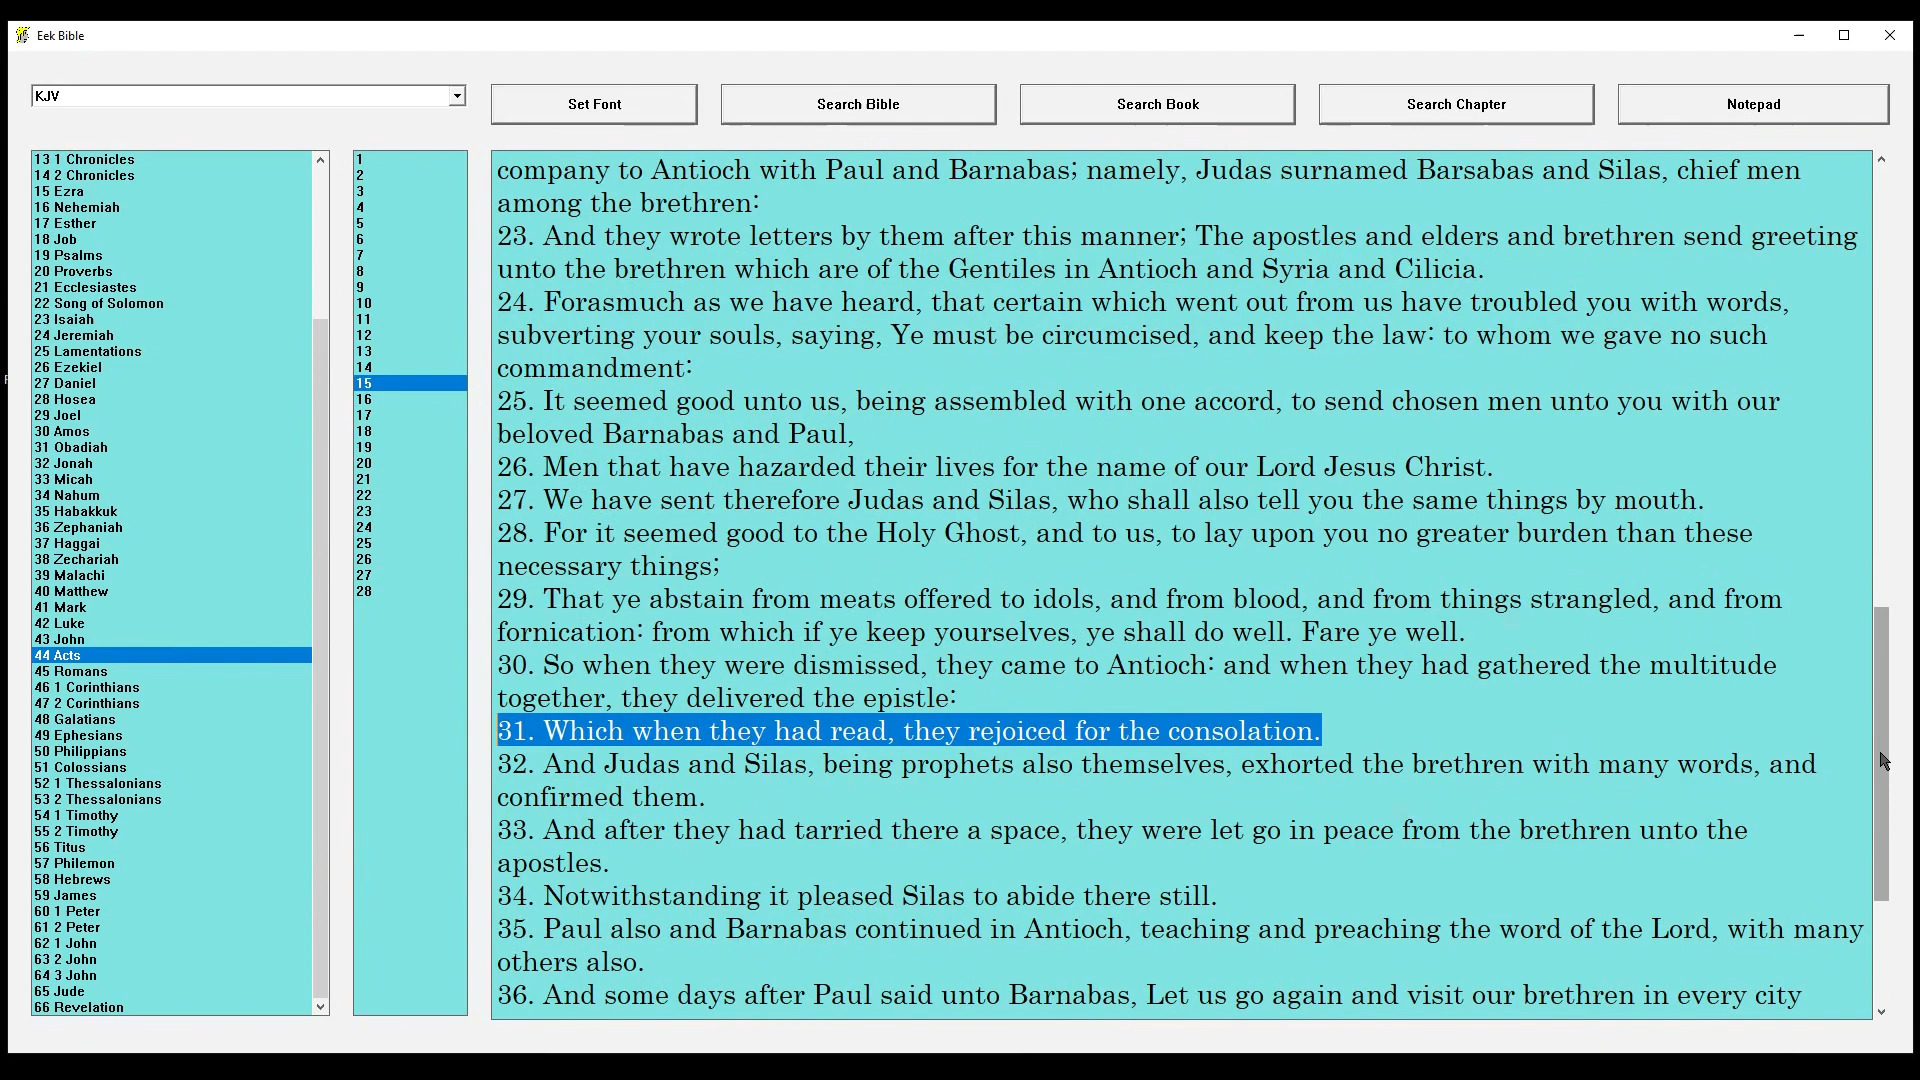 Eek Bible
KJV
Set Font
Search Bible
Search Book
Search Chapter
Notepad
13 1 Chronicles
14 2 Chronicles
15 Ezra
16 Nehemiah
17 Esther
18 Job
19 Psalms
20 Proverbs
21 Ecclesiastes
22 Song of Solomon
23 Isaiah
24 Jeremiah
25 Lamentations
26 Ezekiel
27 Daniel
28 Hosea
29 Joel
30 Amos
31 Obadiah
32 Jonah
33 Micah
34 Nahum
35 Habakkuk
36 Zephaniah
37 Haggai
38 Zechariah
39 Malachi
40 Matthew
41 Mark
42 Luke
43 John
44 Acts
45 Romans
46 1 Corinthians
47 2 Corinthians
48 Galatians
49 Ephesians
50 Philippians
51 Colossians
52 1 Thessalonians
53 2 Thessalonians
54 1 Timothy
55 2 Timothy
56 Titus
57 Philemon
58 Hebrews
59 James
60 1 Peter
61 2 Peter
62 1 John
63 2 John
64 3 John
65 Jude
66 Revelation
1
2
3
4
5
6
7
8
9
10
11
12
13
14
15
16
17
18
19
20
21
22
23
24
25
26
27
28
company to Antioch with Paul and Barnabas; namely, Judas surnamed Barsabas and Silas, chief men
among the brethren:
23. And they wrote letters by them after this manner; The apostles and elders and brethren send greeting
unto the brethren which are of the Gentiles in Antioch and Syria and Cilicia.
24. Forasmuch as we have heard, that certain which went out from us have troubled you with words,
subverting your souls, saying, Ye must be circumcised, and keep the law: to whom we gave no such
commandment:
25. It seemed good unto us, being assembled with one accord, to send chosen men unto you with our
beloved Barnabas and Paul,
26. Men that have hazarded their lives for the name of our Lord Jesus Christ.
27. We have sent therefore Judas and Silas, who shall also tell you the same things by mouth.
28. For it seemed good to the Holy Ghost, and to us, to lay upon you no greater burden than these
necessary things;
29. That ye abstain from meats offered to idols, and from blood, and from things strangled, and from
fornication: from which if ye keep yourselves, ye shall do well. Fare ye well.
30. So when they were dismissed, they came to Antioch: and when they had gathered the multitude
together, they delivered the epistle:
31. Which when they had read, they rejoiced for the consolation.
32. And Judas and Silas, being prophets also themselves, exhorted the brethren with many words, and
confirmed them.
33. And after they had tarried there a space, they were let go in peace from the brethren unto the
apostles.
34. Notwithstanding it pleased Silas to abide there still.
35. Paul also and Barnabas continued in Antioch, teaching and preaching the word of the Lord, with many
others also.
36. And some days after Paul said unto Barnabas, Let us go again and visit our brethren in every city